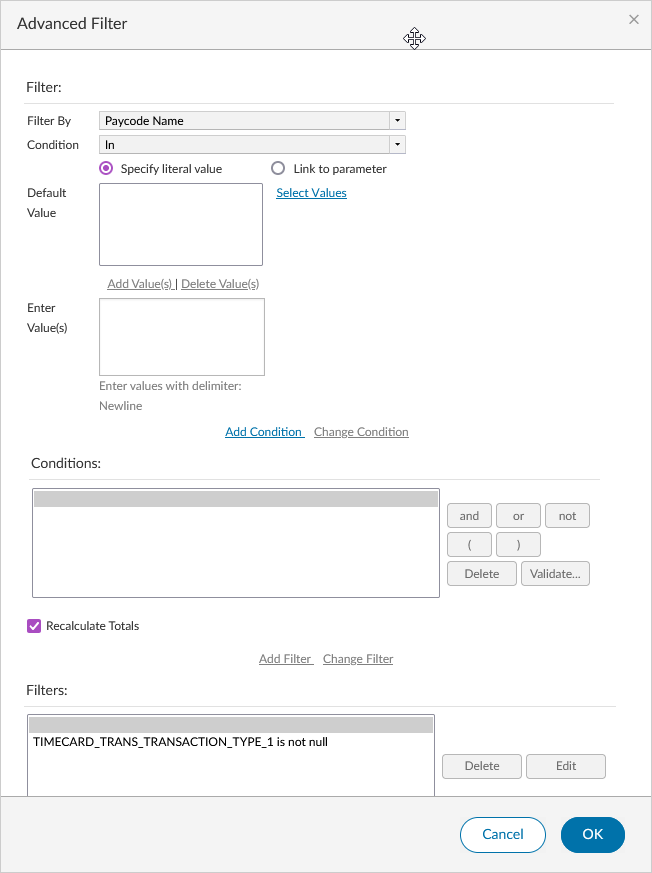 Advanced Filter
Filter:
Filter By Paycode Name
Condition In
Specify literal value Link to parameter
Default Value Select Values
Add Value(s) | Delete Value(s)
Enter Value(s)
Enter values with delimiter:
Newline
Add Condition Change Condition
Conditions:
and or not
( )
Delete Validate...
Recalculate Totals
Add Filter Change Filter
Filters:
TIMECARD_TRANS_TRANSACTION_TYPE_1 is not null
Delete Edit
Cancel OK